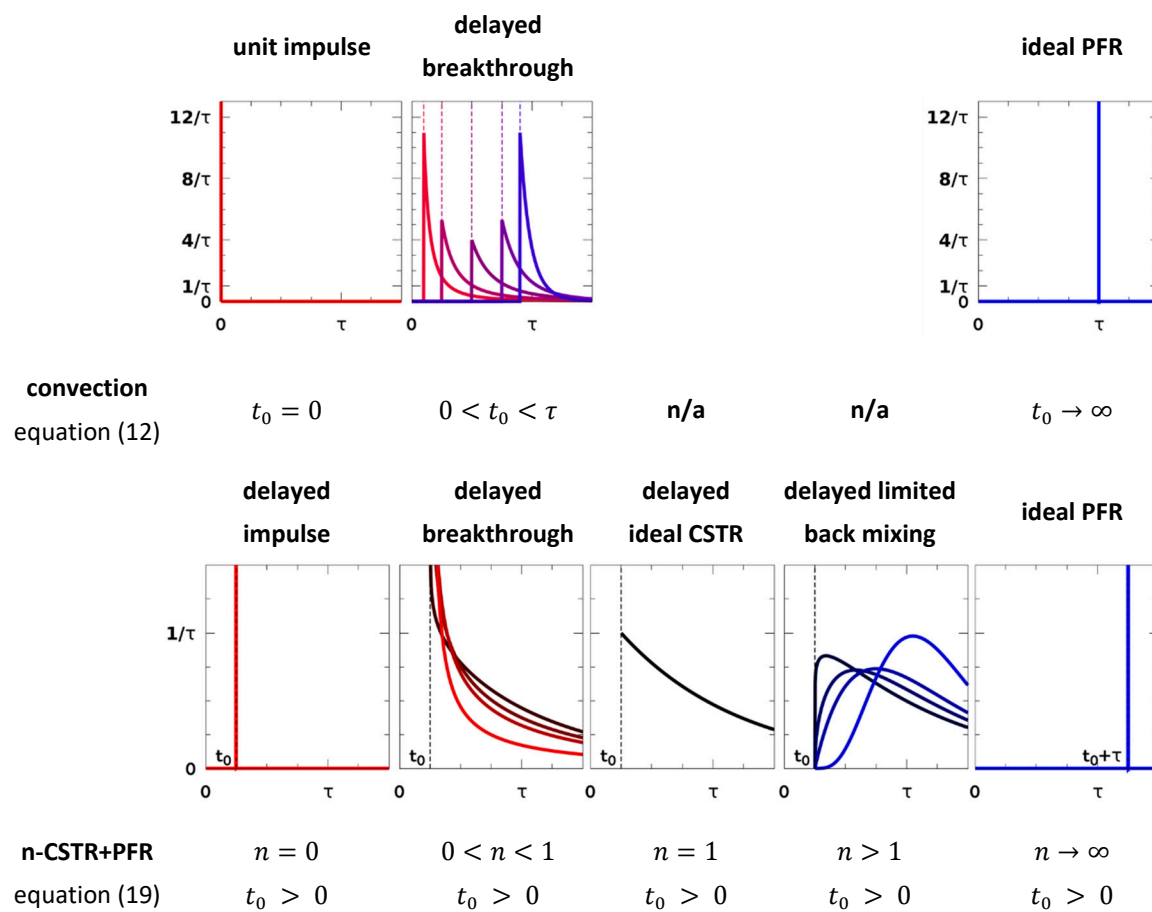 unit impulse
delayed
breakthrough
ideal PFR
12/τ
8/τ
4/τ
1/τ
0
0 τ
0 τ
12/τ
8/τ
4/τ
1/τ
0
0 τ
convection
equation (12)
t₀ = 0
0 < t₀ < τ
n/a
n/a
t₀ → ∞
delayed
impulse
delayed
breakthrough
delayed
ideal CSTR
delayed limited
back mixing
ideal PFR
1/τ
0
t₀
0 τ
t₀
0 τ
t₀
0 τ
t₀
0 τ
t₀+τ
0 τ
n-CSTR+PFR
equation (19)
n = 0
t₀ > 0
0 < n < 1
t₀ > 0
n = 1
t₀ > 0
n > 1
t₀ > 0
n → ∞
t₀ > 0